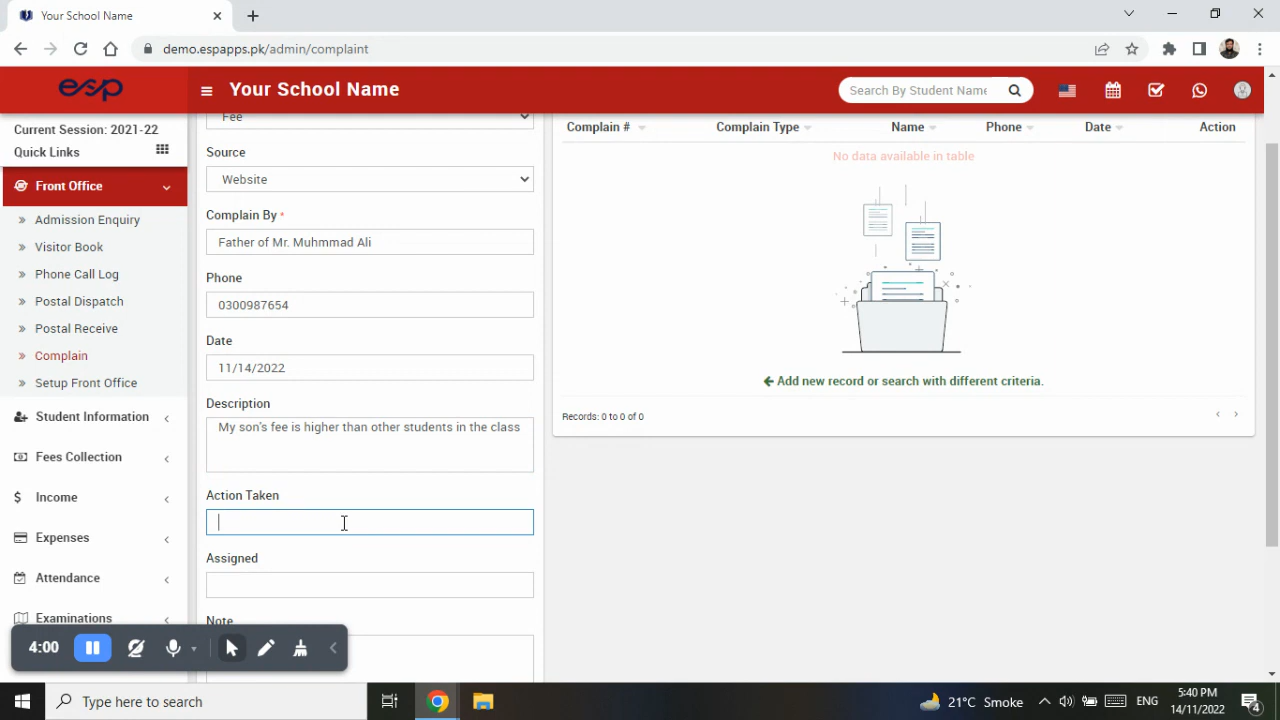 Your School Name
demo.espapps.pk/admin/complaint
esp
Your School Name
Search By Student Name
Current Session: 2021-22
Quick Links
Front Office
Admission Enquiry
Visitor Book
Phone Call Log
Postal Dispatch
Postal Receive
Complain
Setup Front Office
Student Information
Fees Collection
Income
Expenses
Attendance
Examinations
Fee
Source
Website
Complain By *
Father of Mr. Muhmmad Ali
Phone
0300987654
Date
11/14/2022
Description
My son's fee is higher than other students in the class
Action Taken
Assigned
Note
Complain # Complain Type Name Phone Date Action
No data available in table
Add new record or search with different criteria.
Records: 0 to 0 of 0
4:00
Type here to search
21°C Smoke
ENG
5:40 PM
14/11/2022
4